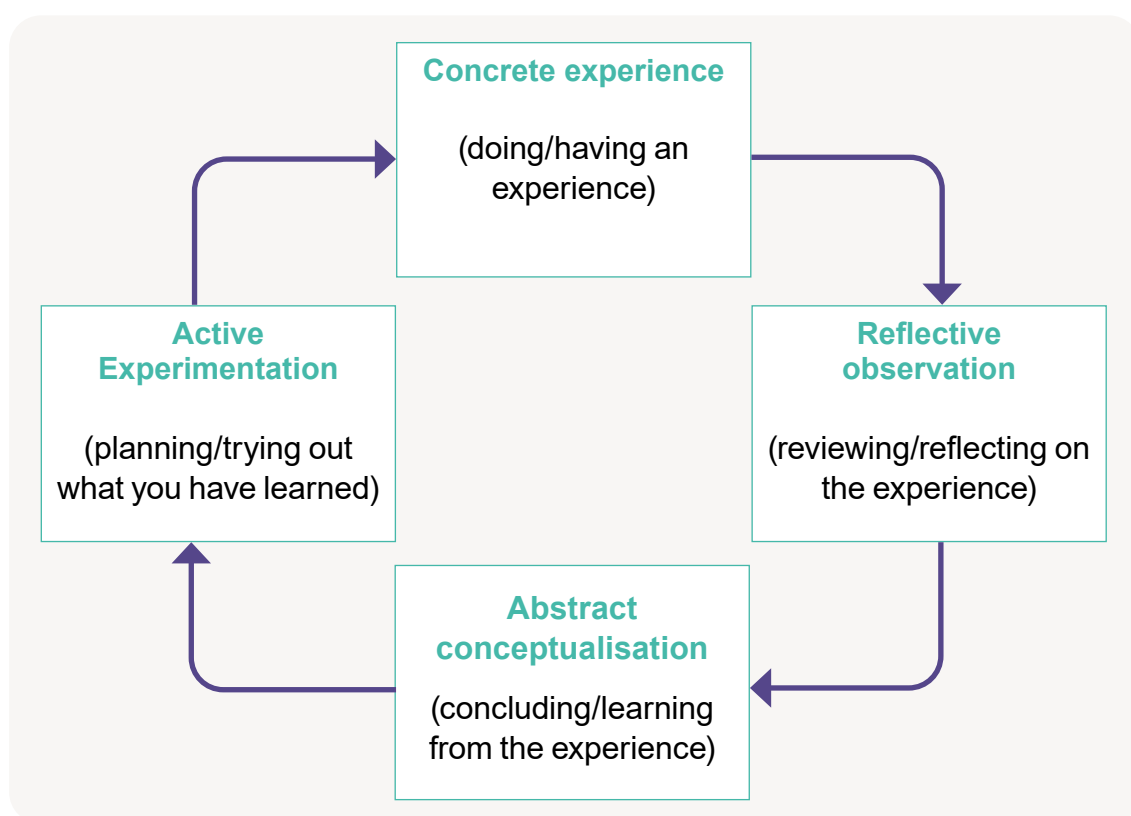 Concrete experience
(doing/having an
experience)
Active
Experimentation
(planning/trying out
what you have learned)
Reflective
observation
(reviewing/reflecting on
the experience)
Abstract
conceptualisation
(concluding/learning
from the experience)